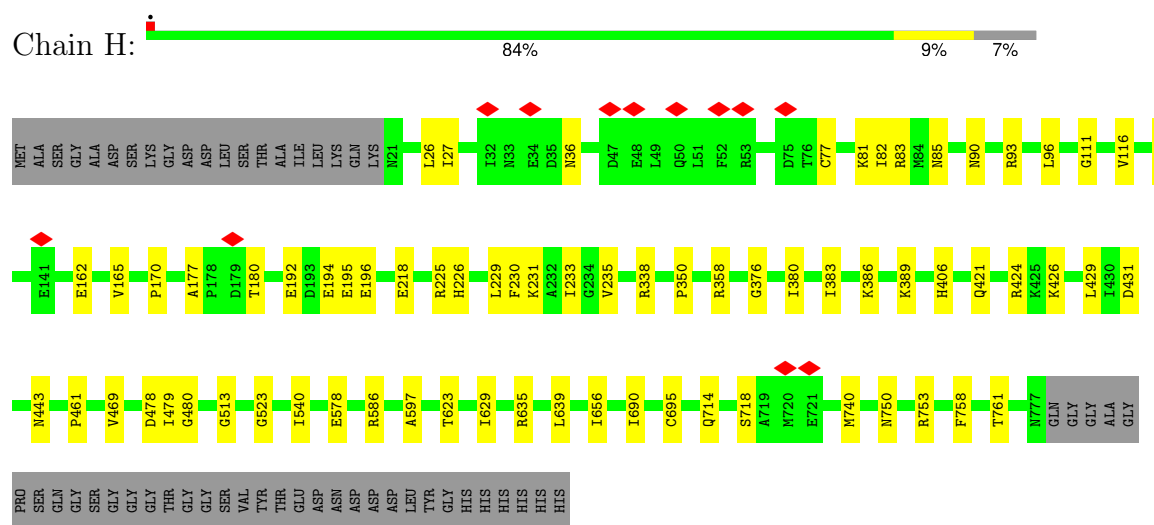 Chain H:
84% 9% 7%
MET ALA SER GLY ALA ASP SER LYS GLY ASP ASP LEU SER THR ALA ILE LEU LYS GLN LYS N21 L26 I27 I32 N33 E34 D35 N36 D47 E48 L49 Q50 L51 F52 R53 D75 T76 C77 K81 I82 R83 M84 N85 N90 R93 L96 G111 V116
E141 E162 V165 P170 A177 P178 D179 T180 E192 D193 E194 E195 E196 E218 R225 H226 L229 F230 K231 A232 I233 G234 V235 R338 P350 R358 G376 I380 I383 K386 K389 H406 Q421 R424 K425 K426 L429 I430 D431
N443 P461 V469 D478 I479 G480 G513 G523 I540 E578 R586 A597 T623 I629 R635 L639 I656 I690 C695 Q714 S718 A719 M720 E721 M740 N750 R753 F758 T761 N777 GLN GLY GLY ALA GLY
PRO SER GLN GLY SER GLY GLY GLY THR GLY GLY SER VAL TYR THR GLU ASP ASN ASP ASP ASP LEU TYR GLY HIS HIS HIS HIS HIS HIS